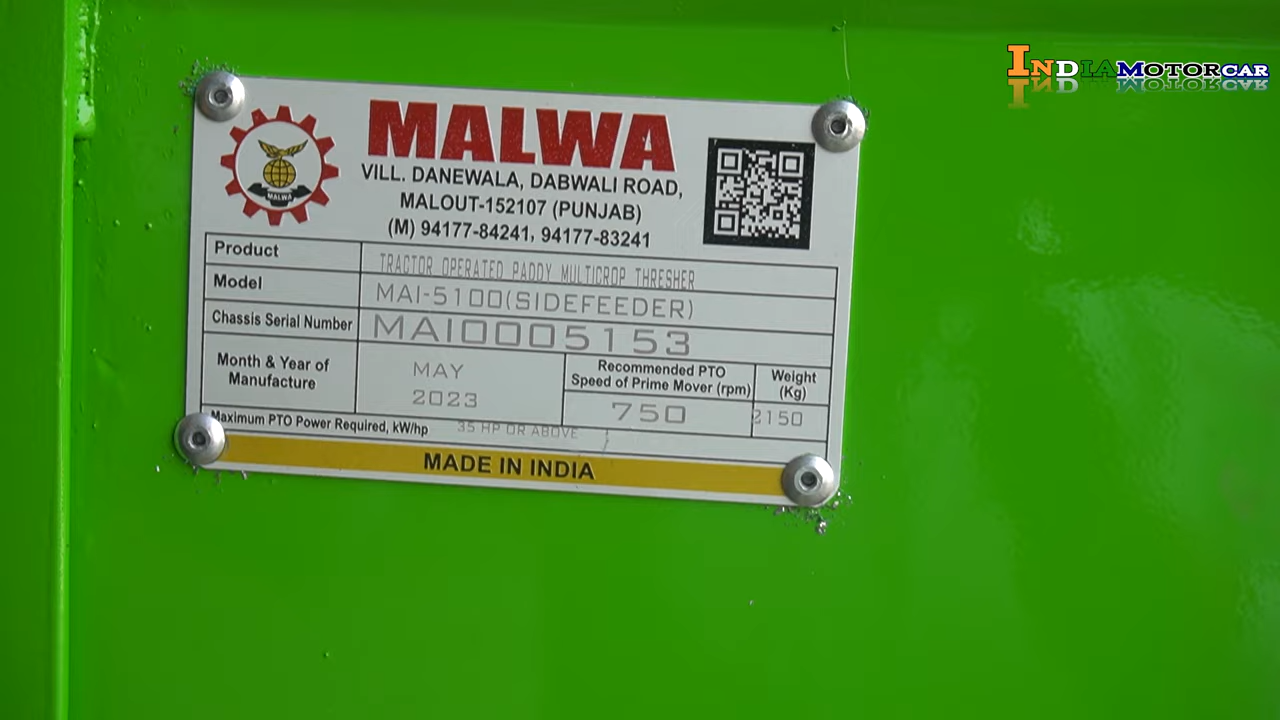 INDIAMOTORCAR
MALWA
VILL. DANEWALA, DABWALI ROAD,
MALOUT-152107 (PUNJAB)
(M) 94177-84241, 94177-83241
MALWA
Product TRACTOR OPERATED PADDY MULTICROP THRESHER
Model MAI-5100(SIDEFEEDER)
Chassis Serial Number MAI0005153
Month & Year of
Manufacture
MAY
2023
Recommended PTO
Speed of Prime Mover (rpm)
750
Weight
(Kg)
2150
Maximum PTO Power Required, kW/hp 35 HP OR ABOVE
MADE IN INDIA